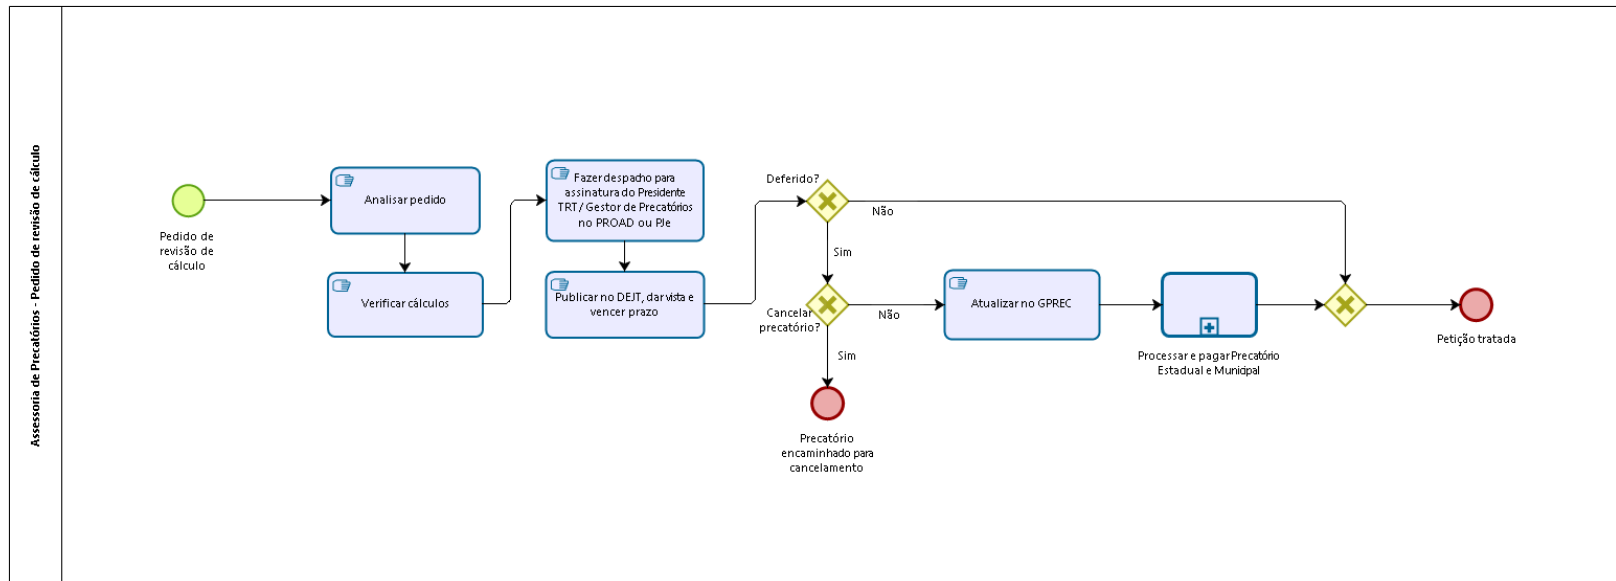 Assessoria de Precatórios - Pedido de revisão de cálculo
Pedido de
revisão de
cálculo
Analisar pedido
Verificar cálculos
Fazer despacho para
assinatura do Presidente
TRT / Gestor de Precatórios
no PROAD ou PJe
Publicar no DEJT, dar vista e
vencer prazo
Deferido?
Não
Sim
Cancelar
precatório?
Não
Sim
Precatório
encaminhado para
cancelamento
Atualizar no GPREC
Processar e pagar Precatório
Estadual e Municipal
Petição tratada